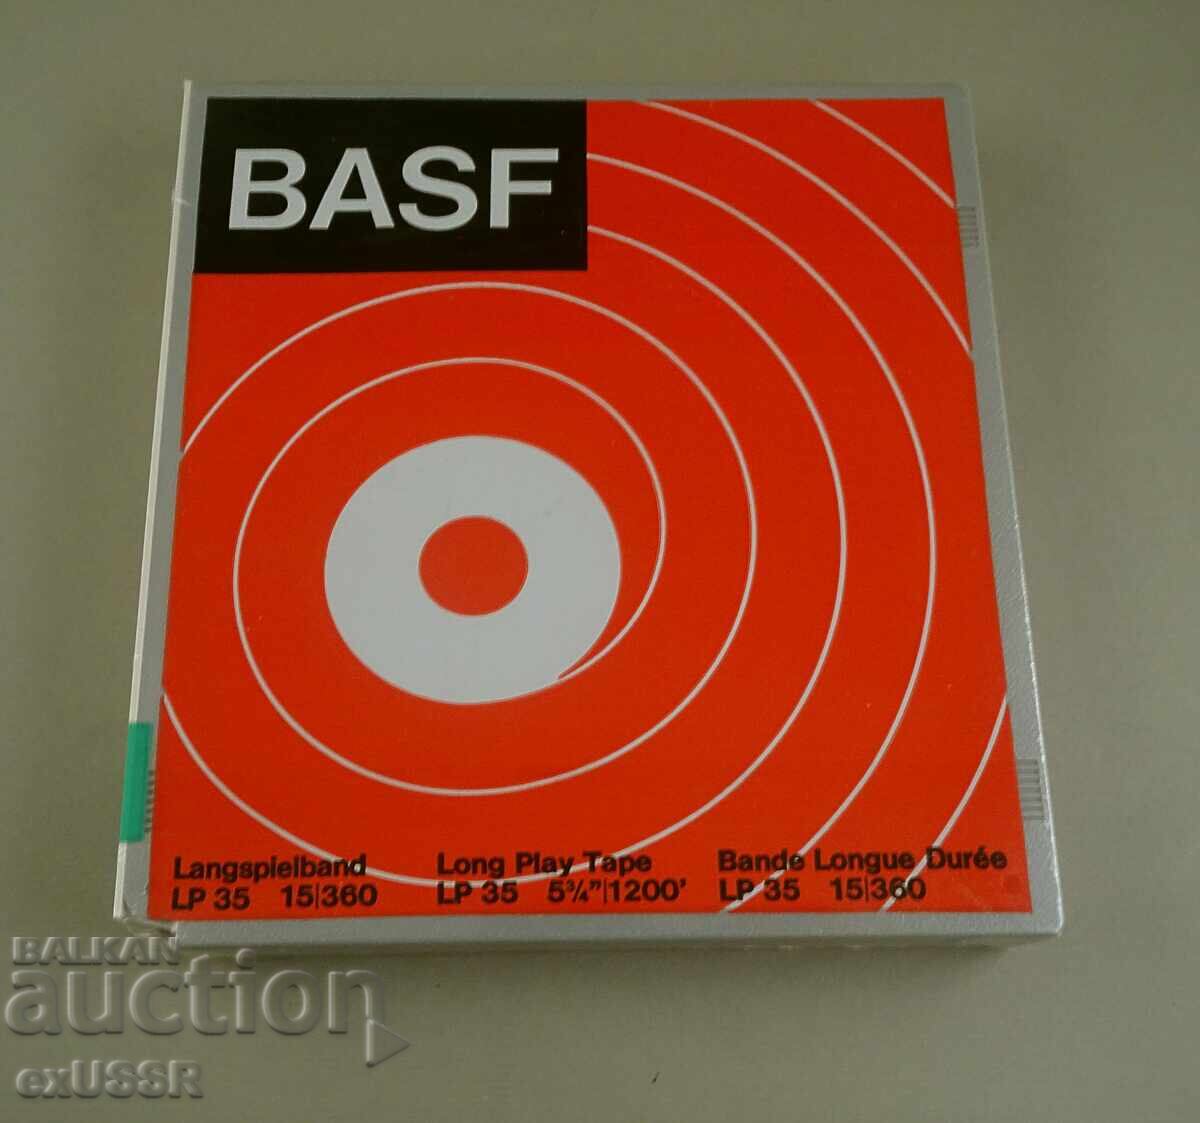 BASF
Langspielband
LP 35 15|360
Long Play Tape
LP 35 5¾"|1200'
Bande Longue Durée
LP 35 15|360
BALKAN
auction
exUSSR